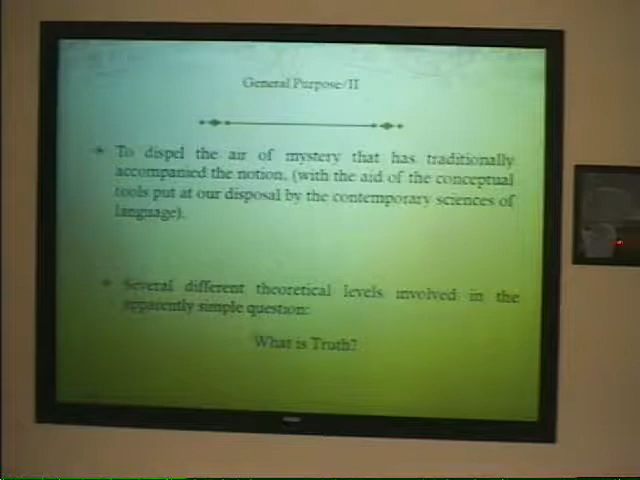 General Purpose/II
To dispel the air of mystery that has traditionally
accompanied the notion, (with the aid of the conceptual
tools put at our disposal by the contemporary sciences of
language).
Several different theoretical levels involved in the
apparently simple question:
What is Truth?